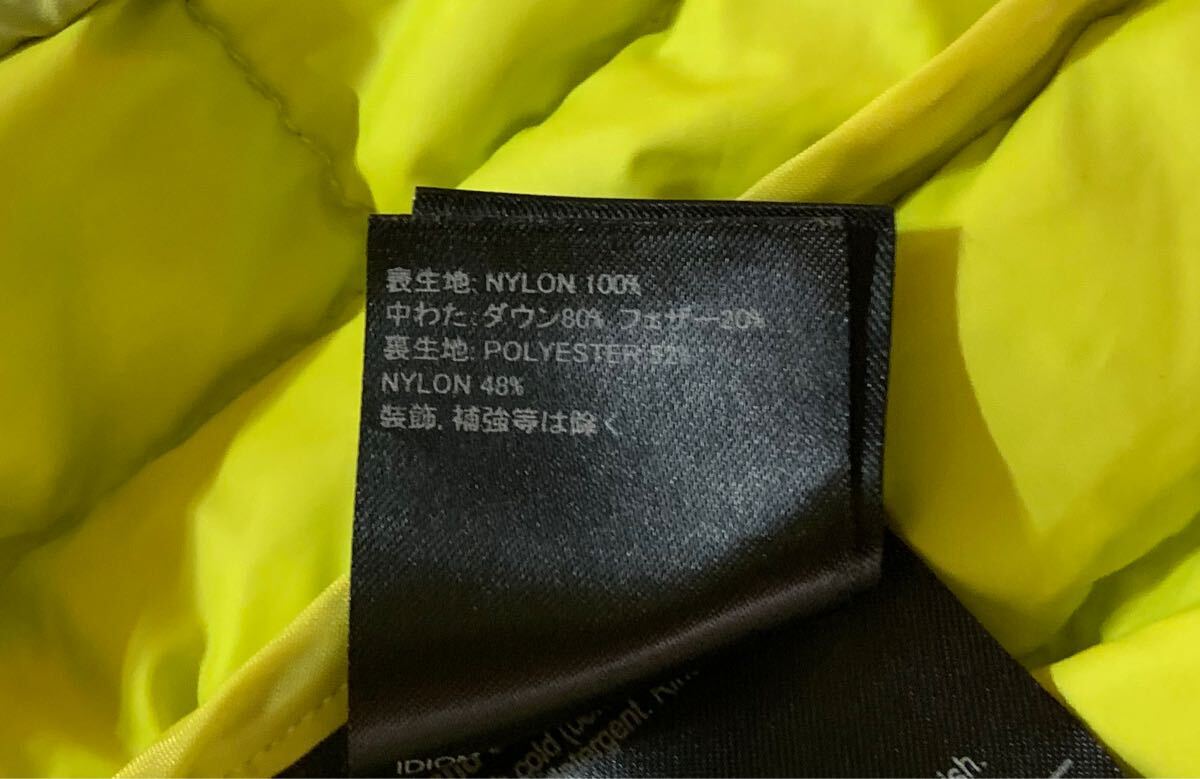 表生地: NYLON 100%
中わた: ダウン80% フェザー20%
裏生地: POLYESTER 52%
NYLON 48%
装飾, 補強等は除く
cold